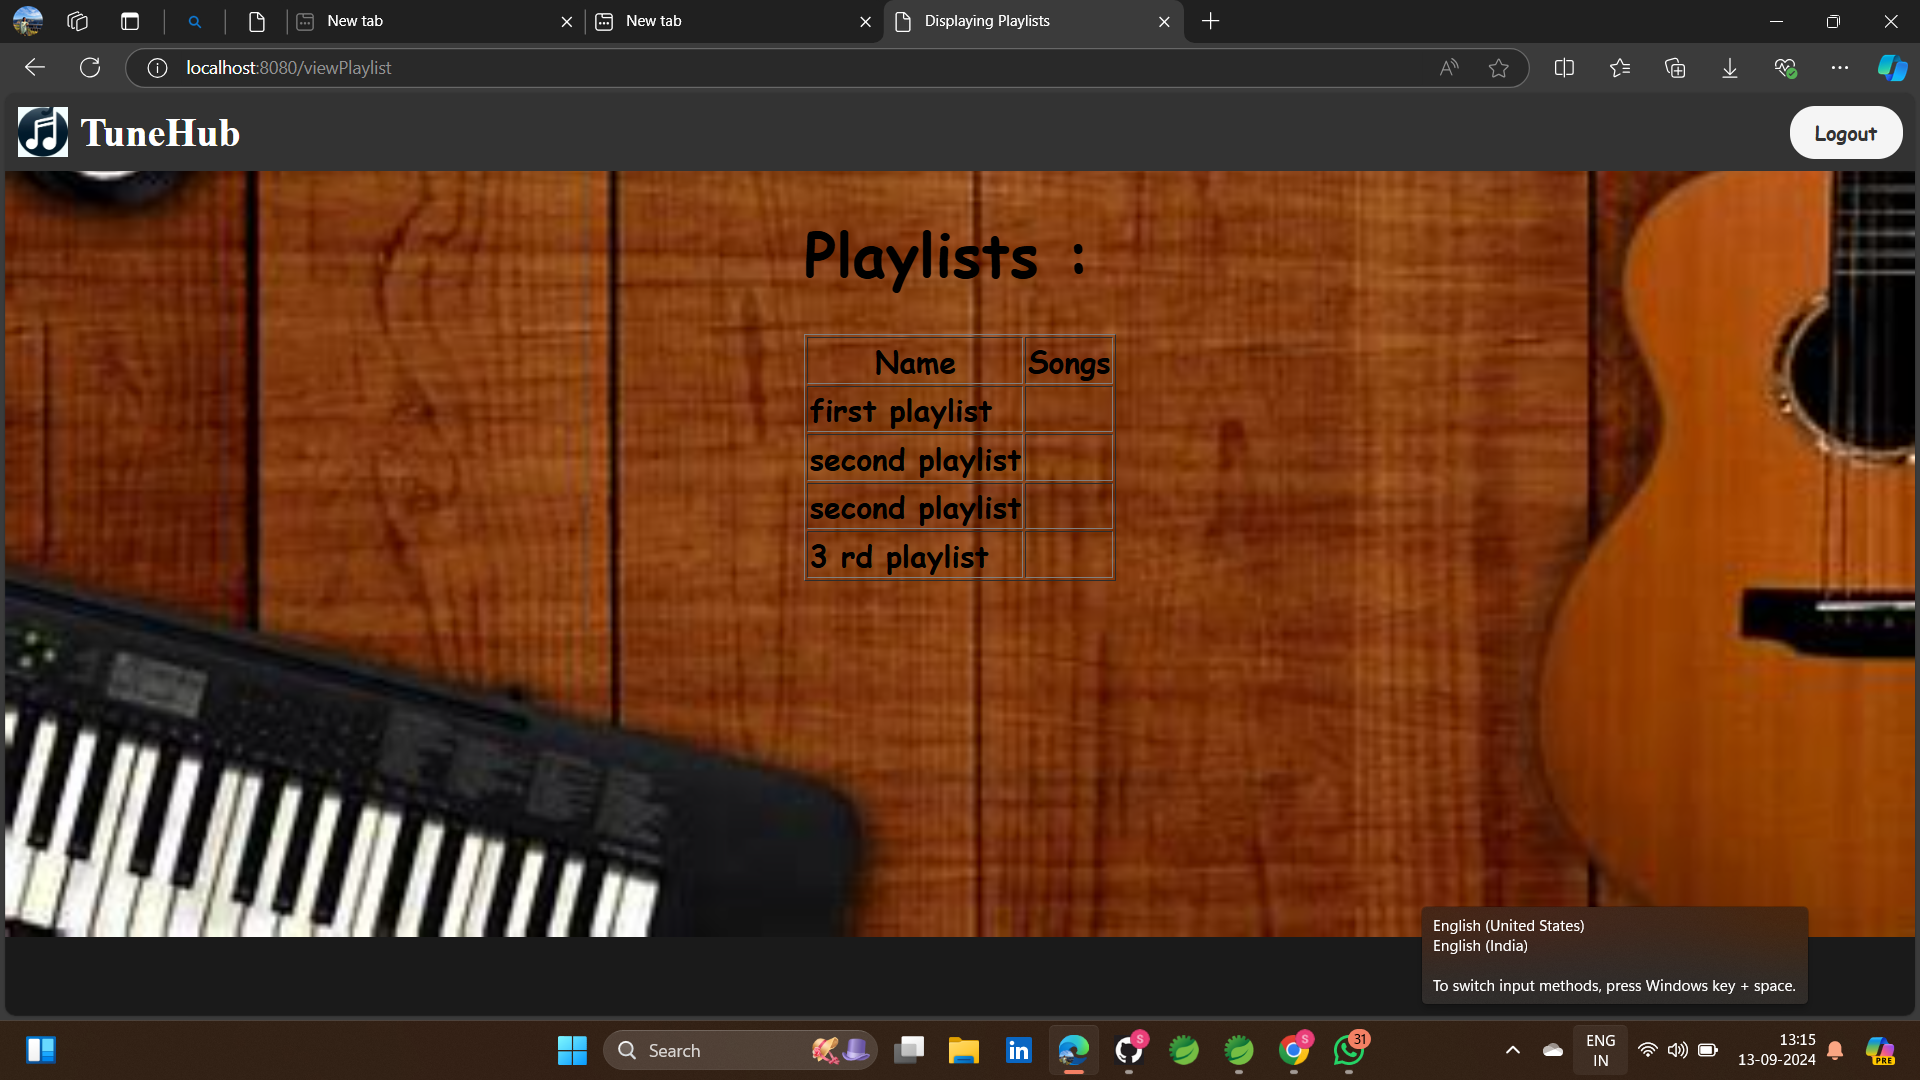 New tab
New tab
Displaying Playlists
localhost:8080/viewPlaylist
TuneHub
Logout
Playlists :
Name Songs
first playlist
second playlist
second playlist
3 rd playlist
English (United States)
English (India)
To switch input methods, press Windows key + space.
Search
S
S
31
ENG
IN
13:15
13-09-2024
PRE